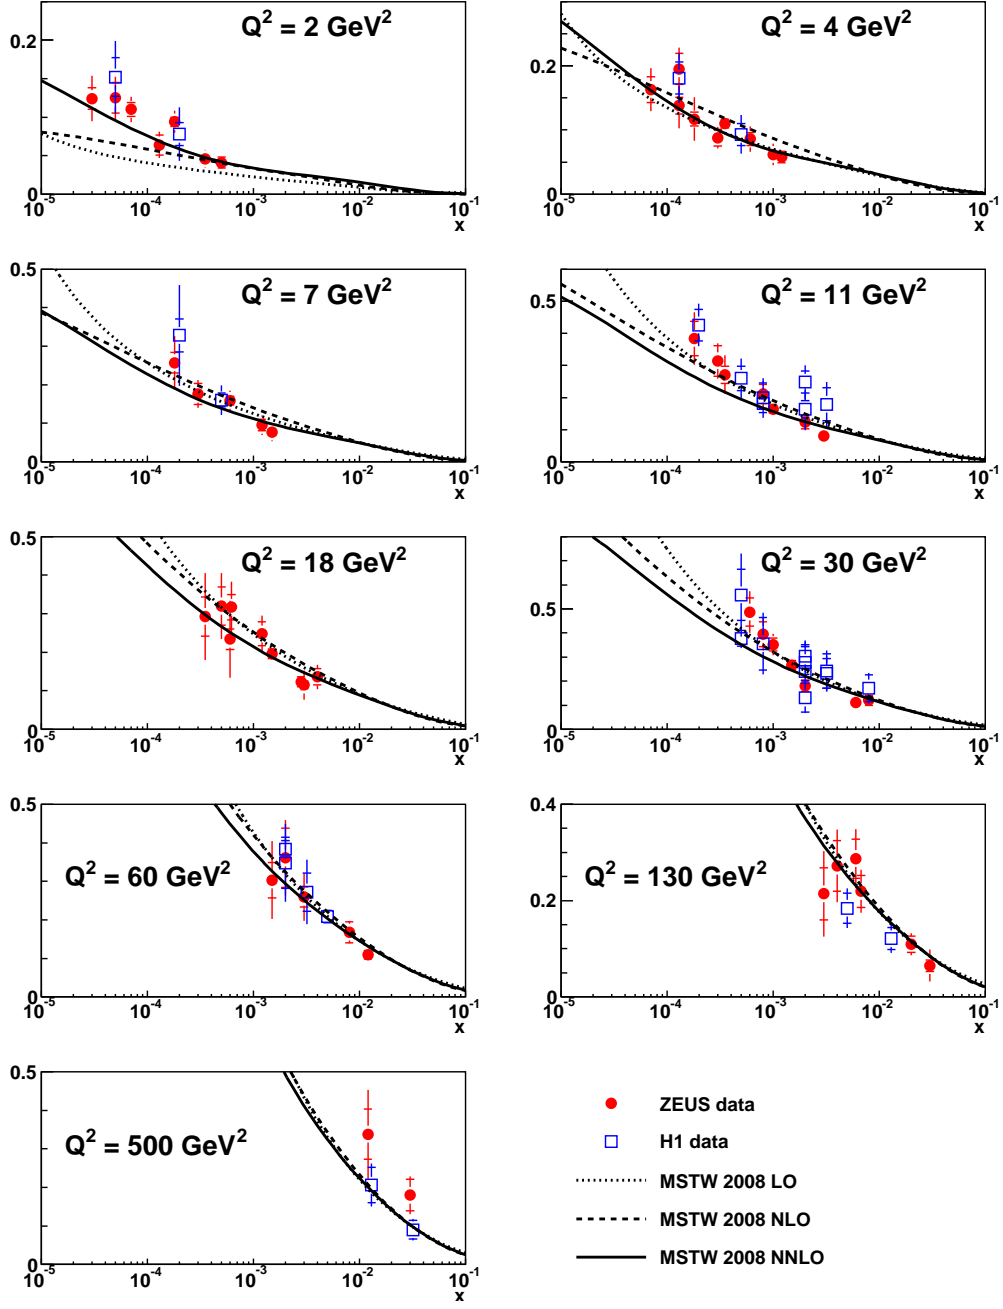 Q² = 2 GeV²
0.2
0
10⁻⁵ 10⁻⁴ 10⁻³ 10⁻² 10⁻¹
x
Q² = 4 GeV²
0.2
0
10⁻⁵ 10⁻⁴ 10⁻³ 10⁻² 10⁻¹
x
Q² = 7 GeV²
0.5
0
10⁻⁵ 10⁻⁴ 10⁻³ 10⁻² 10⁻¹
x
Q² = 11 GeV²
0.5
0
10⁻⁵ 10⁻⁴ 10⁻³ 10⁻² 10⁻¹
x
Q² = 18 GeV²
0.5
0
10⁻⁵ 10⁻⁴ 10⁻³ 10⁻² 10⁻¹
x
Q² = 30 GeV²
0.5
0
10⁻⁵ 10⁻⁴ 10⁻³ 10⁻² 10⁻¹
x
0.5
Q² = 60 GeV²
0
10⁻⁵ 10⁻⁴ 10⁻³ 10⁻² 10⁻¹
x
0.4
Q² = 130 GeV²
0.2
0
10⁻⁵ 10⁻⁴ 10⁻³ 10⁻² 10⁻¹
x
0.5
Q² = 500 GeV²
0
10⁻⁵ 10⁻⁴ 10⁻³ 10⁻² 10⁻¹
x
ZEUS data
H1 data
MSTW 2008 LO
MSTW 2008 NLO
MSTW 2008 NNLO